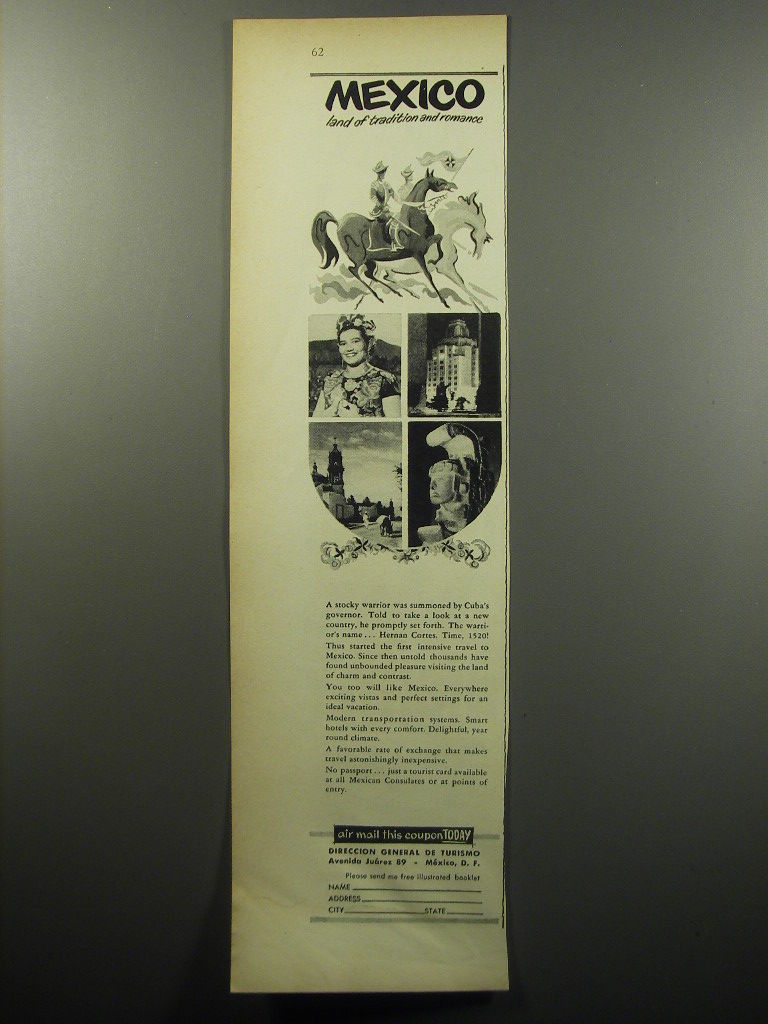 62
MEXICO
land of tradition and romance
A stocky warrior was summoned by Cuba's
governor. Told to take a look at a new
country, he promptly set forth. The warri-
or's name... Hernan Cortes. Time, 1520!
Thus started the first intensive travel to
Mexico. Since then untold thousands have
found unbounded pleasure visiting the land
of charm and contrast.
You too will like Mexico. Everywhere
exciting vistas and perfect settings for an
ideal vacation.
Modern transportation systems. Smart
hotels with every comfort. Delightful, year
round climate.
A favorable rate of exchange that makes
travel astonishingly inexpensive.
No passport... just a tourist card available
at all Mexican Consulates or at points of
entry.
air mail this coupon TODAY
DIRECCION GENERAL DE TURISMO
Avenida Juárez 89 - México, D. F.
Please send me free illustrated booklet
NAME
ADDRESS
CITY STATE